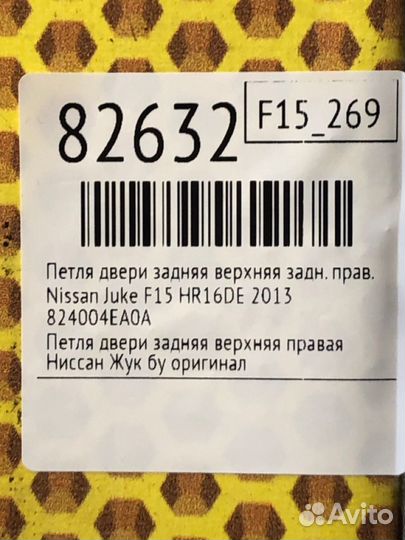 82632
F15_269
Петля двери задняя верхняя задн. прав.
Nissan Juke F15 HR16DE 2013
824004EA0A
Петля двери задняя верхняя правая
Ниссан Жук бу оригинал
Avito